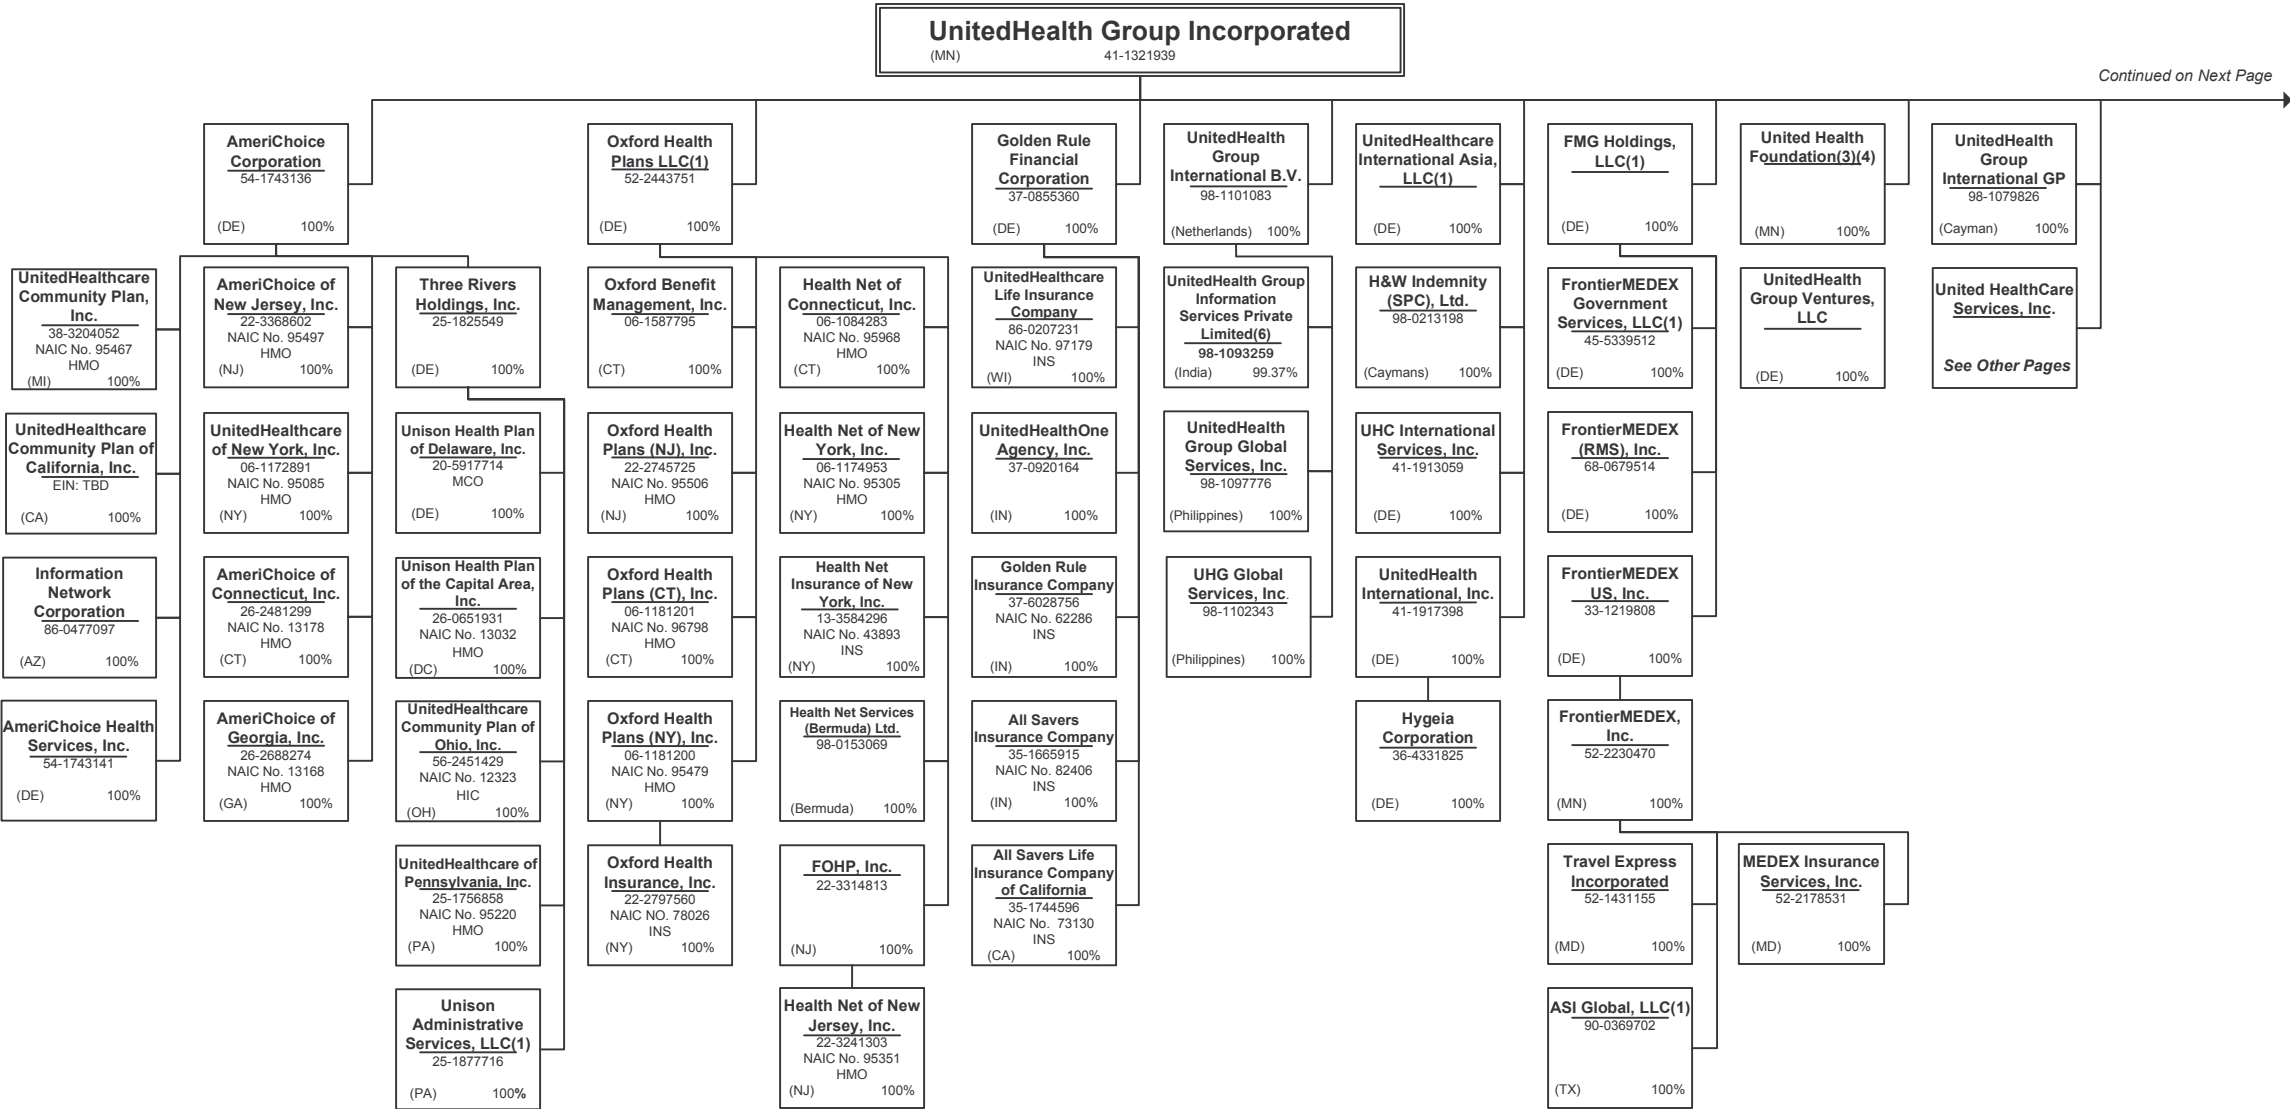 UnitedHealth Group Incorporated
(MN) 41-1321939
Continued on Next Page
AmeriChoice
Corporation
54-1743136
(DE) 100%
Oxford Health
Plans LLC(1)
52-2443751
(DE) 100%
Golden Rule
Financial
Corporation
37-0855360
(DE) 100%
UnitedHealth
Group
International B.V.
98-1101083
(Netherlands) 100%
UnitedHealthcare
International Asia,
LLC(1)
(DE) 100%
FMG Holdings,
LLC(1)
(DE) 100%
United Health
Foundation(3)(4)
(MN) 100%
UnitedHealth
Group
International GP
98-1079826
(Cayman) 100%
UnitedHealthcare
Community Plan,
Inc.
38-3204052
NAIC No. 95467
HMO
(MI) 100%
AmeriChoice of
New Jersey, Inc.
22-3368602
NAIC No. 95497
HMO
(NJ) 100%
Three Rivers
Holdings, Inc.
25-1825549
(DE) 100%
Oxford Benefit
Management, Inc.
06-1587795
(CT) 100%
Health Net of
Connecticut, Inc.
06-1084283
NAIC No. 95968
HMO
(CT) 100%
UnitedHealthcare
Life Insurance
Company
86-0207231
NAIC No. 97179
INS
(WI) 100%
UnitedHealth Group
Information
Services Private
Limited(6)
98-1093259
(India) 99.37%
H&W Indemnity
(SPC), Ltd.
98-0213198
(Caymans) 100%
FrontierMEDEX
Government
Services, LLC(1)
45-5339512
(DE) 100%
UnitedHealth
Group Ventures,
LLC
(DE) 100%
United HealthCare
Services, Inc.
See Other Pages
UnitedHealthcare
Community Plan of
California, Inc.
EIN: TBD
(CA) 100%
UnitedHealthcare
of New York, Inc.
06-1172891
NAIC No. 95085
HMO
(NY) 100%
Unison Health Plan
of Delaware, Inc.
20-5917714
MCO
(DE) 100%
Oxford Health
Plans (NJ), Inc.
22-2745725
NAIC No. 95506
HMO
(NJ) 100%
Health Net of New
York, Inc.
06-1174953
NAIC No. 95305
HMO
(NY) 100%
UnitedHealthOne
Agency, Inc.
37-0920164
(IN) 100%
UnitedHealth
Group Global
Services, Inc.
98-1097776
(Philippines) 100%
UHC International
Services, Inc.
41-1913059
(DE) 100%
FrontierMEDEX
(RMS), Inc.
68-0679514
(DE) 100%
Information
Network
Corporation
86-0477097
(AZ) 100%
AmeriChoice of
Connecticut, Inc.
26-2481299
NAIC No. 13178
HMO
(CT) 100%
Unison Health Plan
of the Capital Area,
Inc.
26-0651931
NAIC No. 13032
HMO
(DC) 100%
Oxford Health
Plans (CT), Inc.
06-1181201
NAIC No. 96798
HMO
(CT) 100%
Health Net
Insurance of New
York, Inc.
13-3584296
NAIC No. 43893
INS
(NY) 100%
Golden Rule
Insurance Company
37-6028756
NAIC No. 62286
INS
(IN) 100%
UHG Global
Services, Inc.
98-1102343
(Philippines) 100%
UnitedHealth
International, Inc.
41-1917398
(DE) 100%
FrontierMEDEX
US, Inc.
33-1219808
(DE) 100%
AmeriChoice Health
Services, Inc.
54-1743141
(DE) 100%
AmeriChoice of
Georgia, Inc.
26-2688274
NAIC No. 13168
HMO
(GA) 100%
UnitedHealthcare
Community Plan of
Ohio, Inc.
56-2451429
NAIC No. 12323
HIC
(OH) 100%
Oxford Health
Plans (NY), Inc.
06-1181200
NAIC No. 95479
HMO
(NY) 100%
Health Net Services
(Bermuda) Ltd.
98-0153069
(Bermuda) 100%
All Savers
Insurance Company
35-1665915
NAIC No. 82406
INS
(IN) 100%
Hygeia
Corporation
36-4331825
(DE) 100%
FrontierMEDEX,
Inc.
52-2230470
(MN) 100%
UnitedHealthcare of
Pennsylvania, Inc.
25-1756858
NAIC No. 95220
HMO
(PA) 100%
Oxford Health
Insurance, Inc.
22-2797560
NAIC NO. 78026
INS
(NY) 100%
FOHP, Inc.
22-3314813
(NJ) 100%
All Savers Life
Insurance Company
of California
35-1744596
NAIC No. 73130
INS
(CA) 100%
Travel Express
Incorporated
52-1431155
(MD) 100%
MEDEX Insurance
Services, Inc.
52-2178531
(MD) 100%
Unison
Administrative
Services, LLC(1)
25-1877716
(PA) 100%
Health Net of New
Jersey, Inc.
22-3241303
NAIC No. 95351
HMO
(NJ) 100%
ASI Global, LLC(1)
90-0369702
(TX) 100%